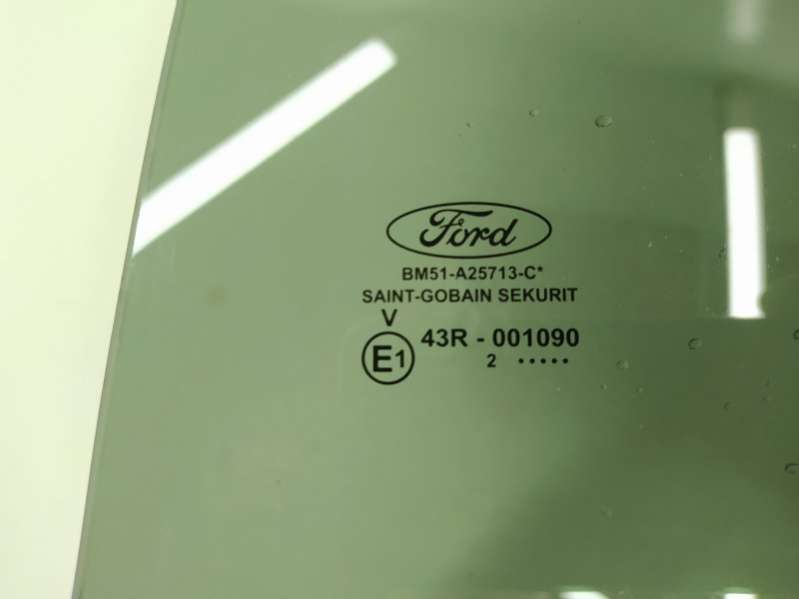 Ford
BM51-A25713-C*
SAINT-GOBAIN SEKURIT
V
E1 43R - 001090
2 •••••